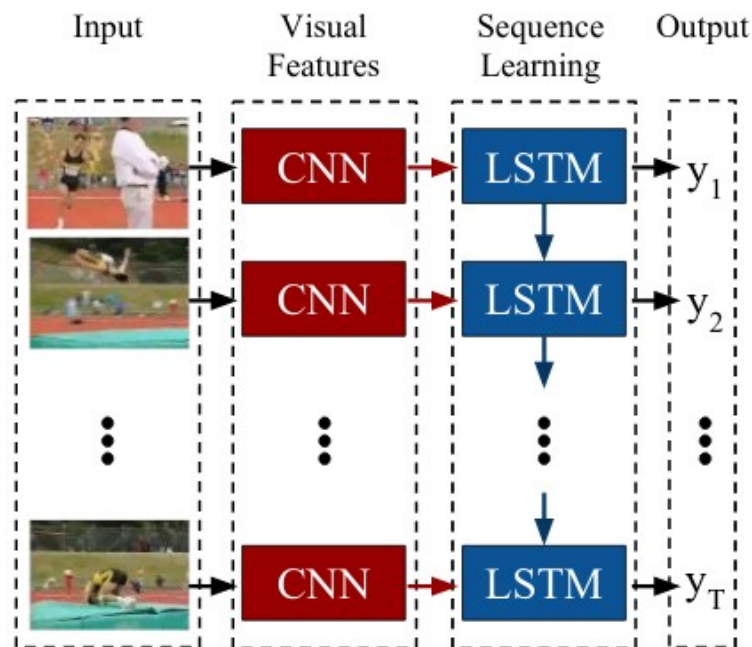 Input
Visual
Features
Sequence
Learning
Output
CNN
LSTM
y1
CNN
LSTM
y2
CNN
LSTM
yT